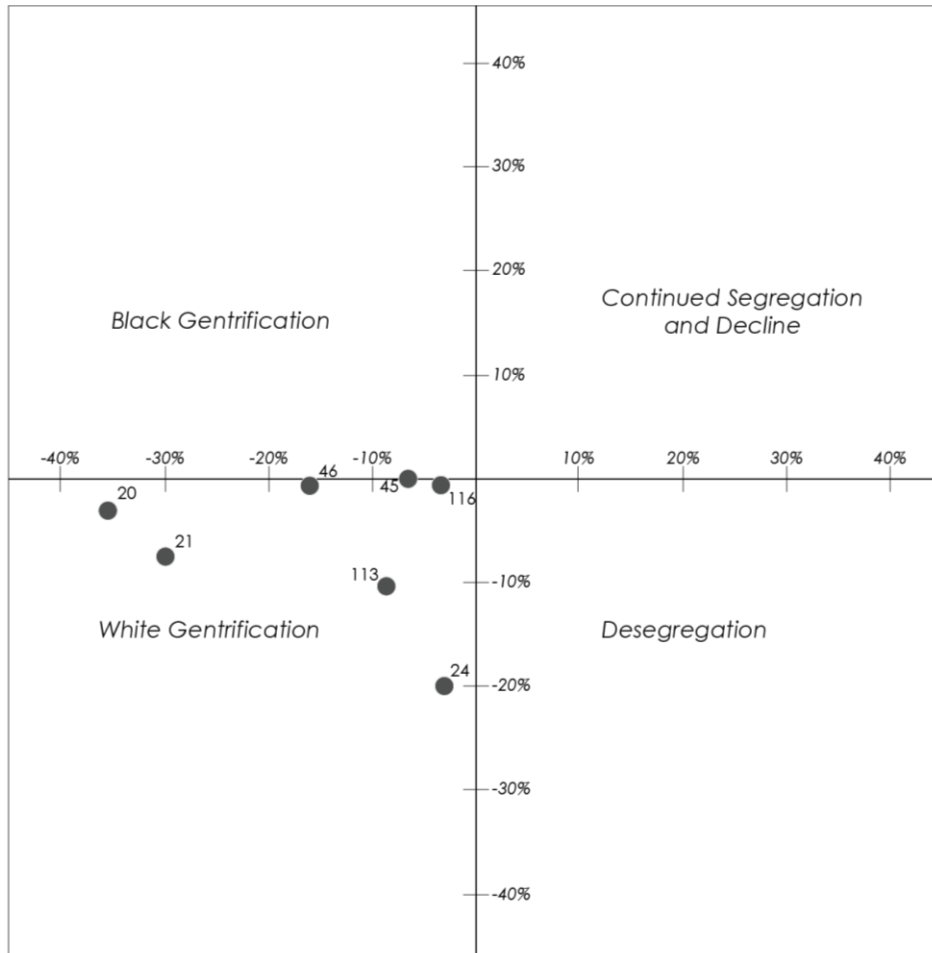 40%
30%
20%
Continued Segregation
and Decline
Black Gentrification
10%
-40% -30% -20% -10% 10% 20% 30% 40%
46
45
116
20
21
113
-10%
White Gentrification
Desegregation
24
-20%
-30%
-40%